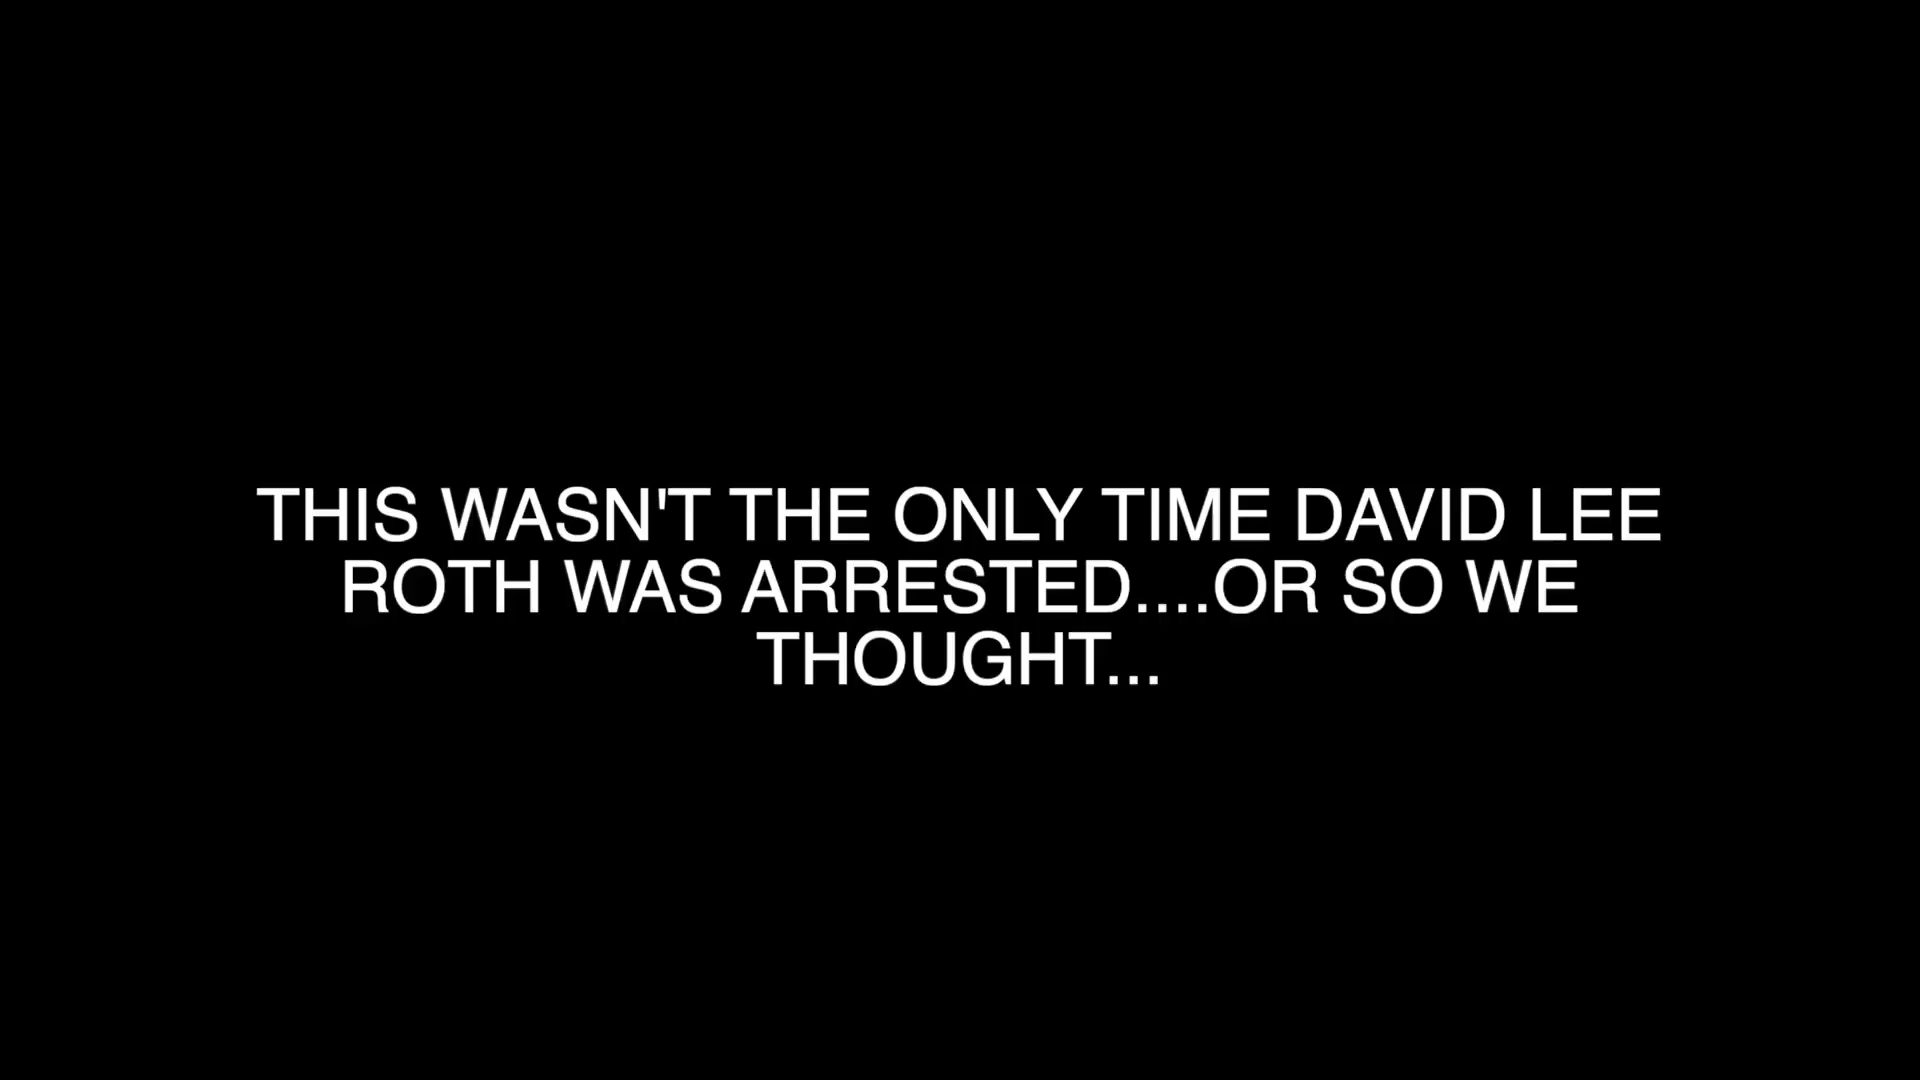 THIS WASN'T THE ONLY TIME DAVID LEE
ROTH WAS ARRESTED....OR SO WE
THOUGHT...